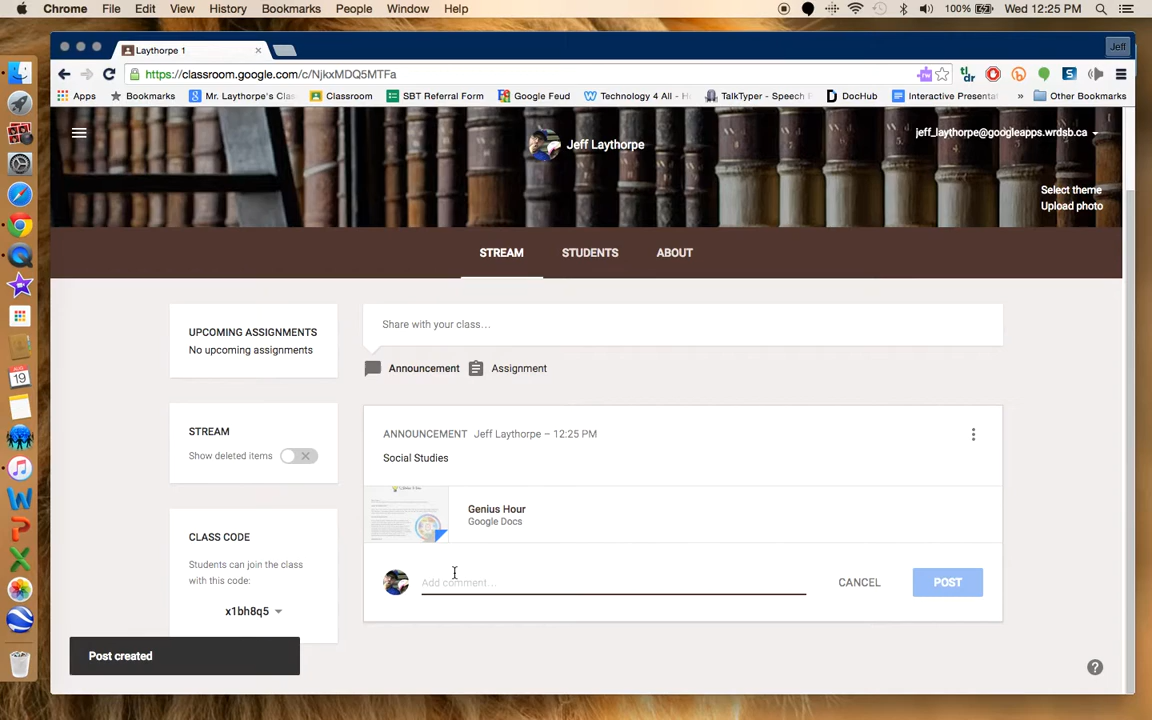 Chrome File Edit View History Bookmarks People Window Help 100% Wed 12:25 PM
Laythorpe 1 Jeff
https://classroom.google.com/c/NjkxMDQ5MTFa
Apps Bookmarks Mr. Laythorpe's Clas Classroom SBT Referral Form Google Feud Technology 4 All - H TalkTyper - Speech DocHub Interactive Presenta » Other Bookmarks
Jeff Laythorpe
jeff_laythorpe@googleapps.wrdsb.ca
Select theme
Upload photo
STREAM STUDENTS ABOUT
UPCOMING ASSIGNMENTS
No upcoming assignments
Share with your class...
Announcement Assignment
STREAM
Show deleted items
ANNOUNCEMENT Jeff Laythorpe – 12:25 PM
Social Studies
Genius Hour
Google Docs
CLASS CODE
Students can join the class
with this code:
x1bh8q5
Add comment...
CANCEL POST
Post created
AUG
19